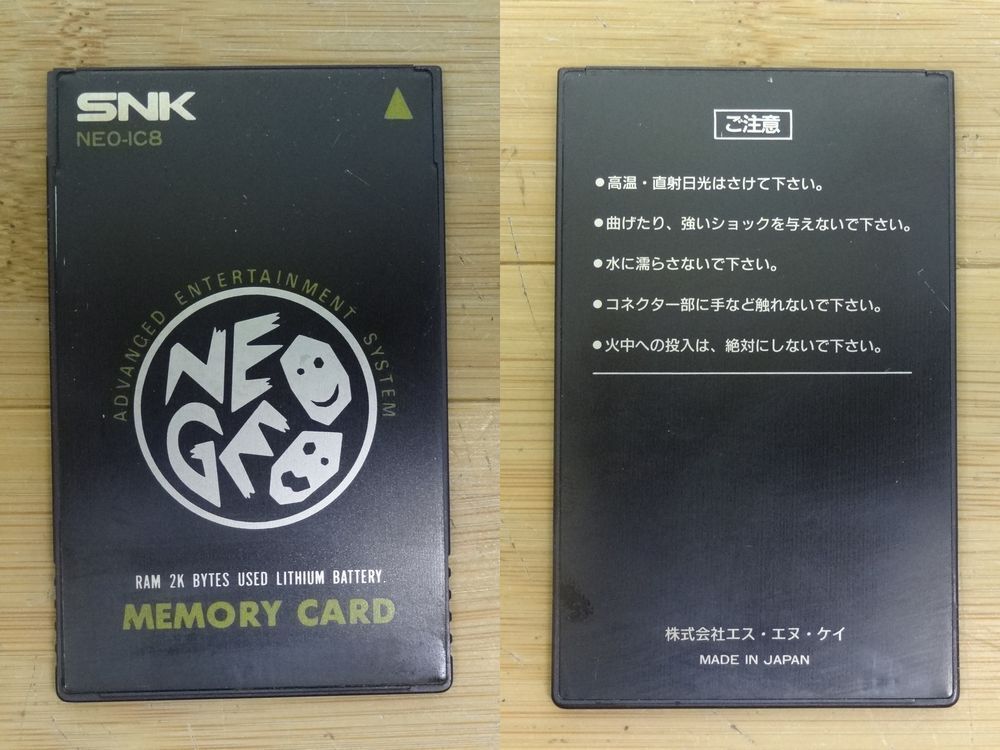 SNK
NEO-IC8
ADVANCED ENTERTAINMENT SYSTEM
NEO
GEO
RAM 2K BYTES USED LITHIUM BATTERY.
MEMORY CARD
ご注意
●高温・直射日光はさけて下さい。
●曲げたり、強いショックを与えないで下さい。
●水に濡らさないで下さい。
●コネクター部に手など触れないで下さい。
●火中への投入は、絶対にしないで下さい。
株式会社エス・エヌ・ケイ
MADE IN JAPAN